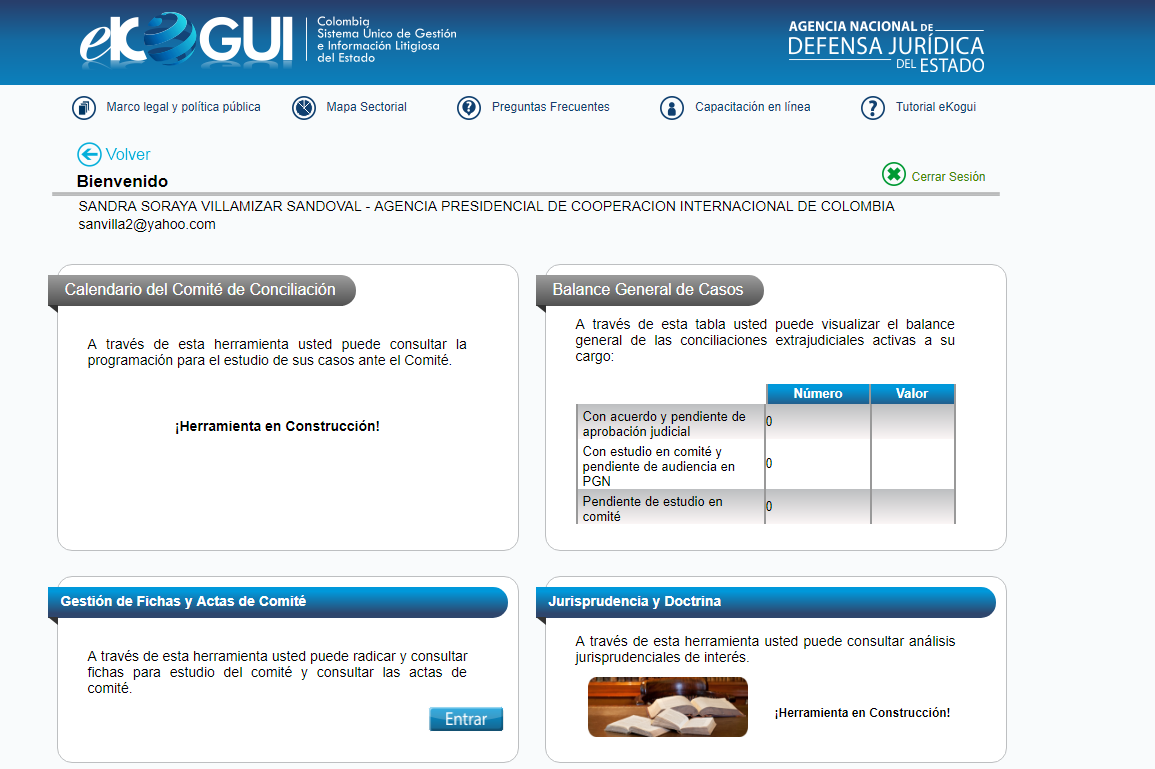 eKOGUI
Colombia
Sistema Único de Gestión
e Información Litigiosa
del Estado
AGENCIA NACIONAL DE
DEFENSA JURÍDICA
DEL ESTADO
Marco legal y política pública
Mapa Sectorial
Preguntas Frecuentes
Capacitación en línea
Tutorial eKogui
Volver
Bienvenido
Cerrar Sesión
SANDRA SORAYA VILLAMIZAR SANDOVAL - AGENCIA PRESIDENCIAL DE COOPERACION INTERNACIONAL DE COLOMBIA
sanvilla2@yahoo.com
Calendario del Comité de Conciliación
A través de esta herramienta usted puede consultar la
programación para el estudio de sus casos ante el Comité.
¡Herramienta en Construcción!
Balance General de Casos
A través de esta tabla usted puede visualizar el balance
general de las conciliaciones extrajudiciales activas a su
cargo:
Número Valor
Con acuerdo y pendiente de
aprobación judicial
0
Con estudio en comité y
pendiente de audiencia en
PGN
0
Pendiente de estudio en
comité
0
Gestión de Fichas y Actas de Comité
A través de esta herramienta usted puede radicar y consultar
fichas para estudio del comité y consultar las actas de
comité.
Entrar
Jurisprudencia y Doctrina
A través de esta herramienta usted puede consultar análisis
jurisprudenciales de interés.
¡Herramienta en Construcción!